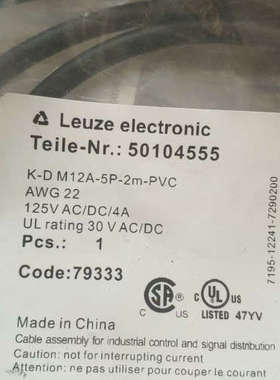 Leuze electronic
Teile-Nr.: 50104555
K-D M12A-5P-2m-PVC
AWG 22
125V AC/DC/4A
UL rating 30 V AC/DC
Pcs.: 1
Code:79333
C US
C UL US
LISTED 47YV
Made in China
Cable assembly for industrial control and signal distribution
Caution: not for interrupting current
Attention: ne pas utiliser pour couper le courant
7195-12241-7290200